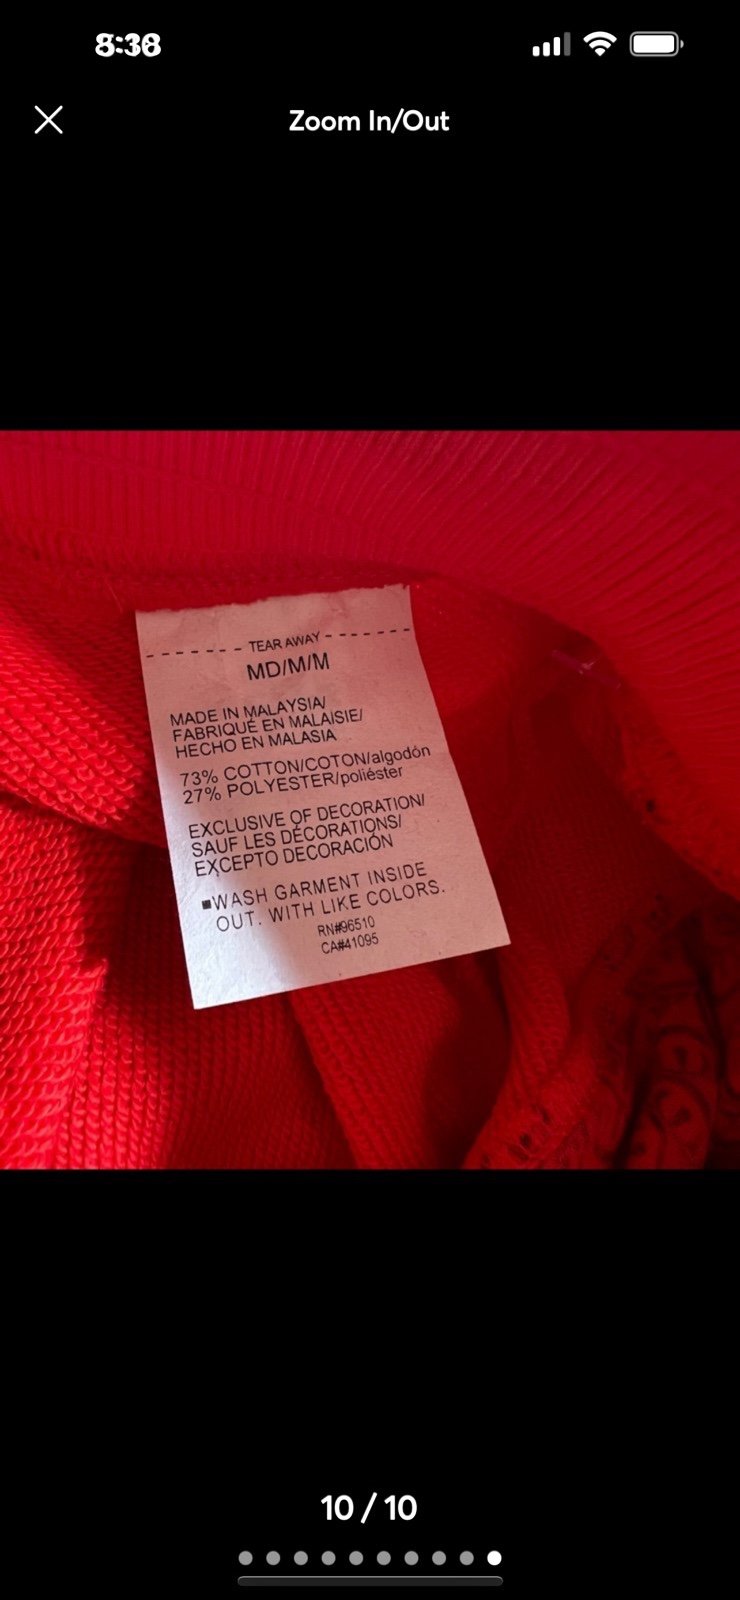 8:36
Zoom In/Out
TEAR AWAY
MD/M/M
MADE IN MALAYSIA/
FABRIQUÉ EN MALAISIE/
HECHO EN MALASIA
73% COTTON/COTON/algodón
27% POLYESTER/poliéster
EXCLUSIVE OF DECORATION/
SAUF LES DÉCORATIONS/
EXCEPTO DECORACIÓN
■WASH GARMENT INSIDE
OUT. WITH LIKE COLORS.
RN#96510
CA#41095
10 / 10